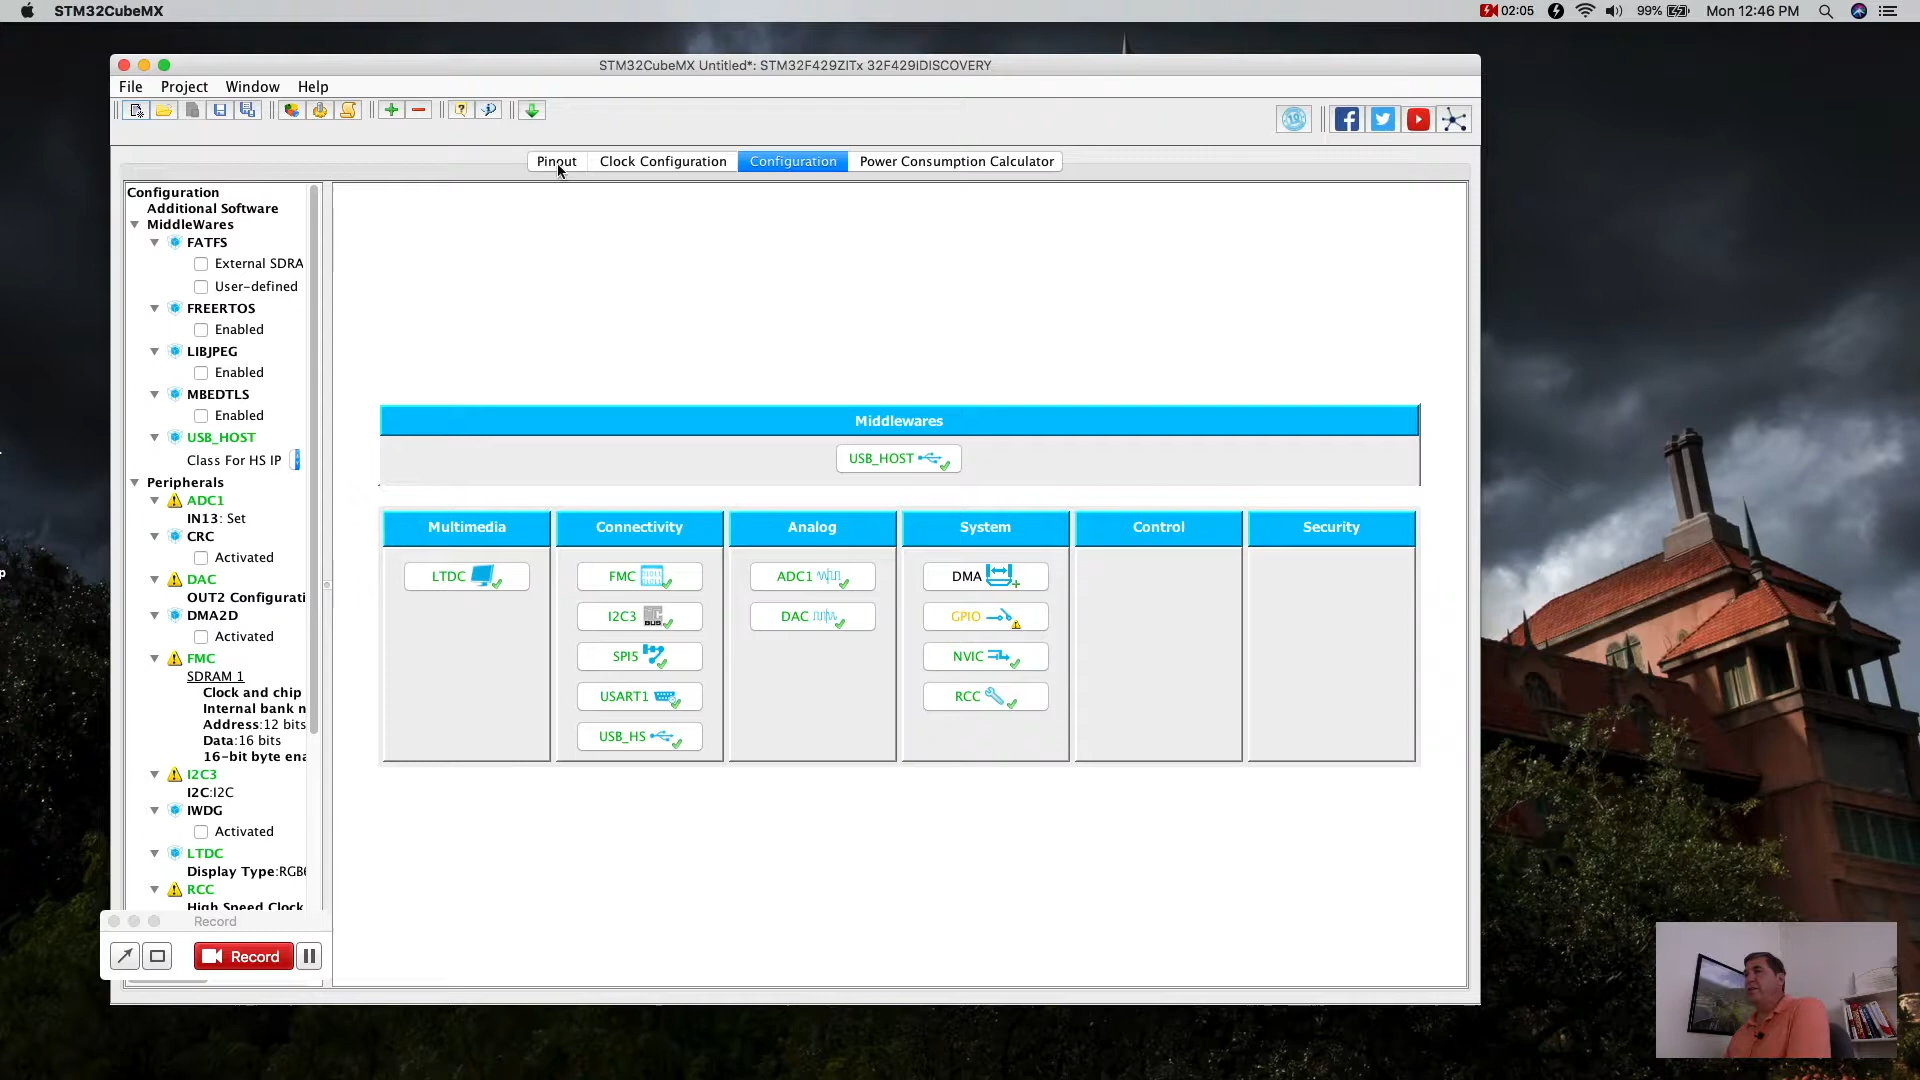 STM32CubeMX
02:05
99%
Mon 12:46 PM
STM32CubeMX Untitled*: STM32F429ZITx 32F429IDISCOVERY
File Project Window Help
Pinout Clock Configuration Configuration Power Consumption Calculator
Configuration
Additional Software
MiddleWares
FATFS
External SDRA
User-defined
FREERTOS
Enabled
LIBJPEG
Enabled
MBEDTLS
Enabled
USB_HOST
Class For HS IP
Peripherals
ADC1
IN13: Set
CRC
Activated
DAC
OUT2 Configurati
DMA2D
Activated
FMC
SDRAM 1
Clock and chip
Internal bank n
Address:12 bits
Data:16 bits
16-bit byte ena
I2C3
I2C:I2C
IWDG
Activated
LTDC
Display Type:RGB6
RCC
High Speed Clock
Middlewares
USB_HOST
Multimedia Connectivity Analog System Control Security
LTDC FMC ADC1 DMA
I2C3 DAC GPIO
SPI5 NVIC
USART1 RCC
USB_HS
Record
Record